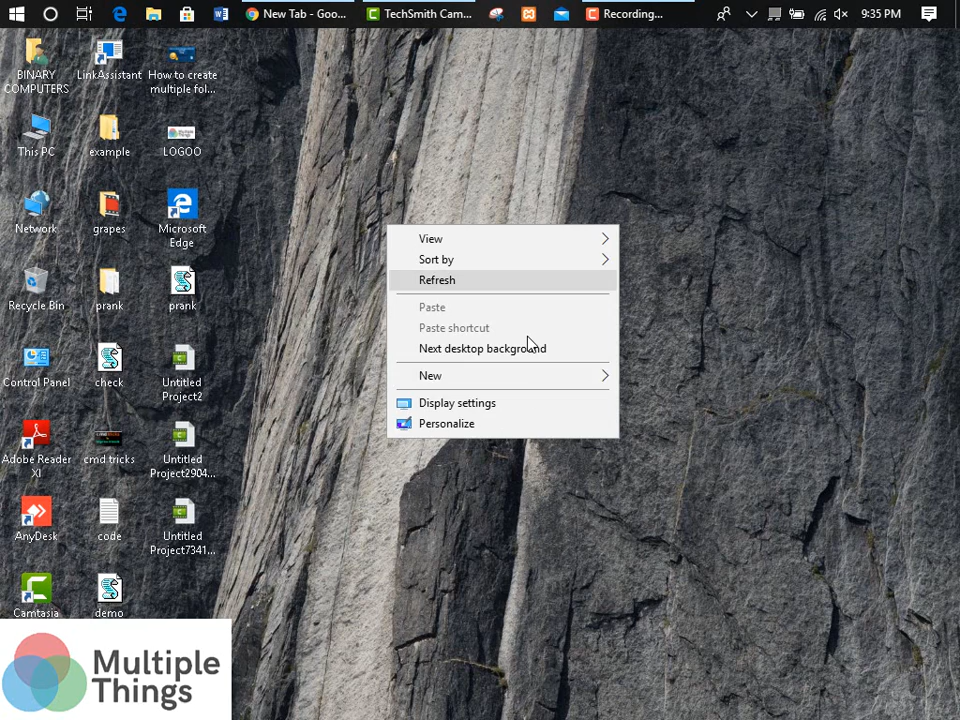 New Tab - Goo...
TechSmith Cam...
Recording...
9:35 PM
BINARY
COMPUTERS
LinkAssistant
How to create
multiple fol...
This PC
example
LOGOO
Network
grapes
Microsoft
Edge
Recycle Bin
prank
prank
Control Panel
check
Untitled
Project2
Adobe Reader
XI
cmd tricks
Untitled
Project2904...
AnyDesk
code
Untitled
Project7341...
Camtasia
demo
View
Sort by
Refresh
Paste
Paste shortcut
Next desktop background
New
Display settings
Personalize
Multiple
Things